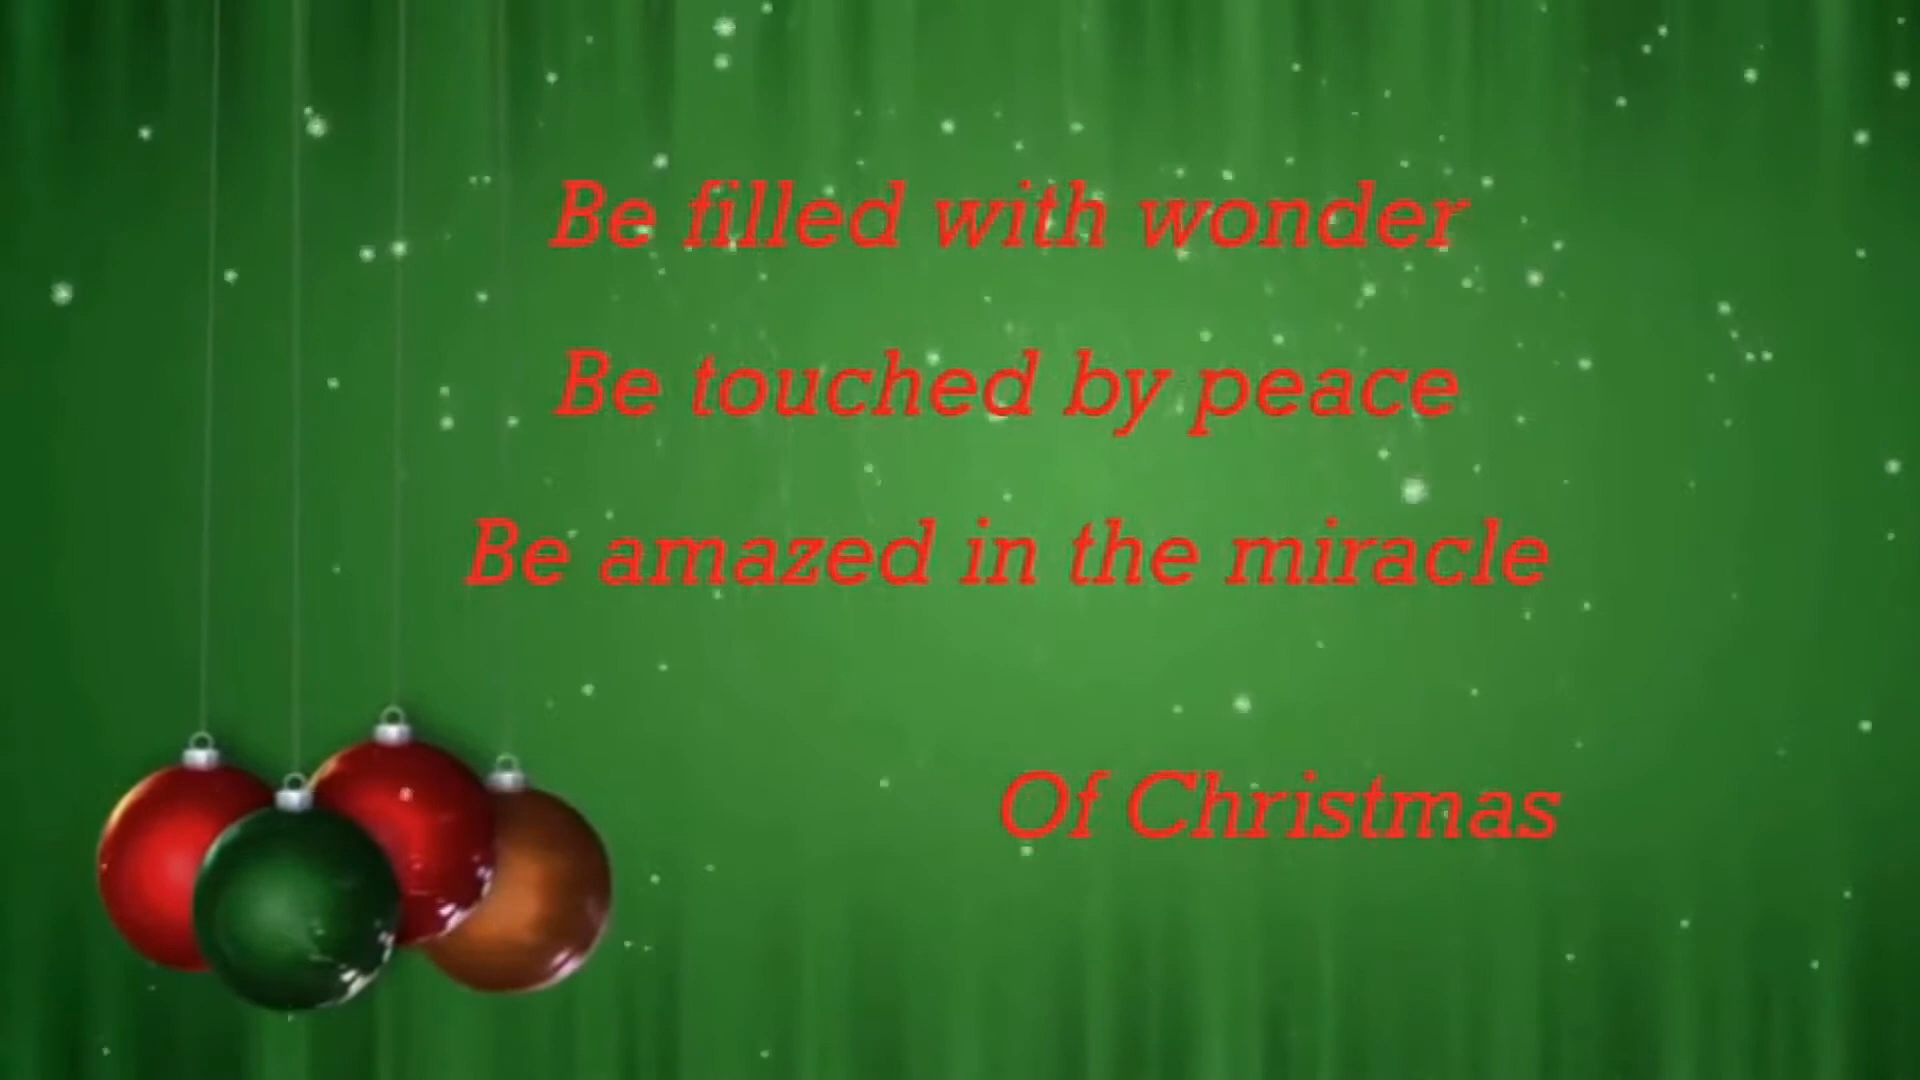 Be filled with wonder
Be touched by peace
Be amazed in the miracle
Of Christmas